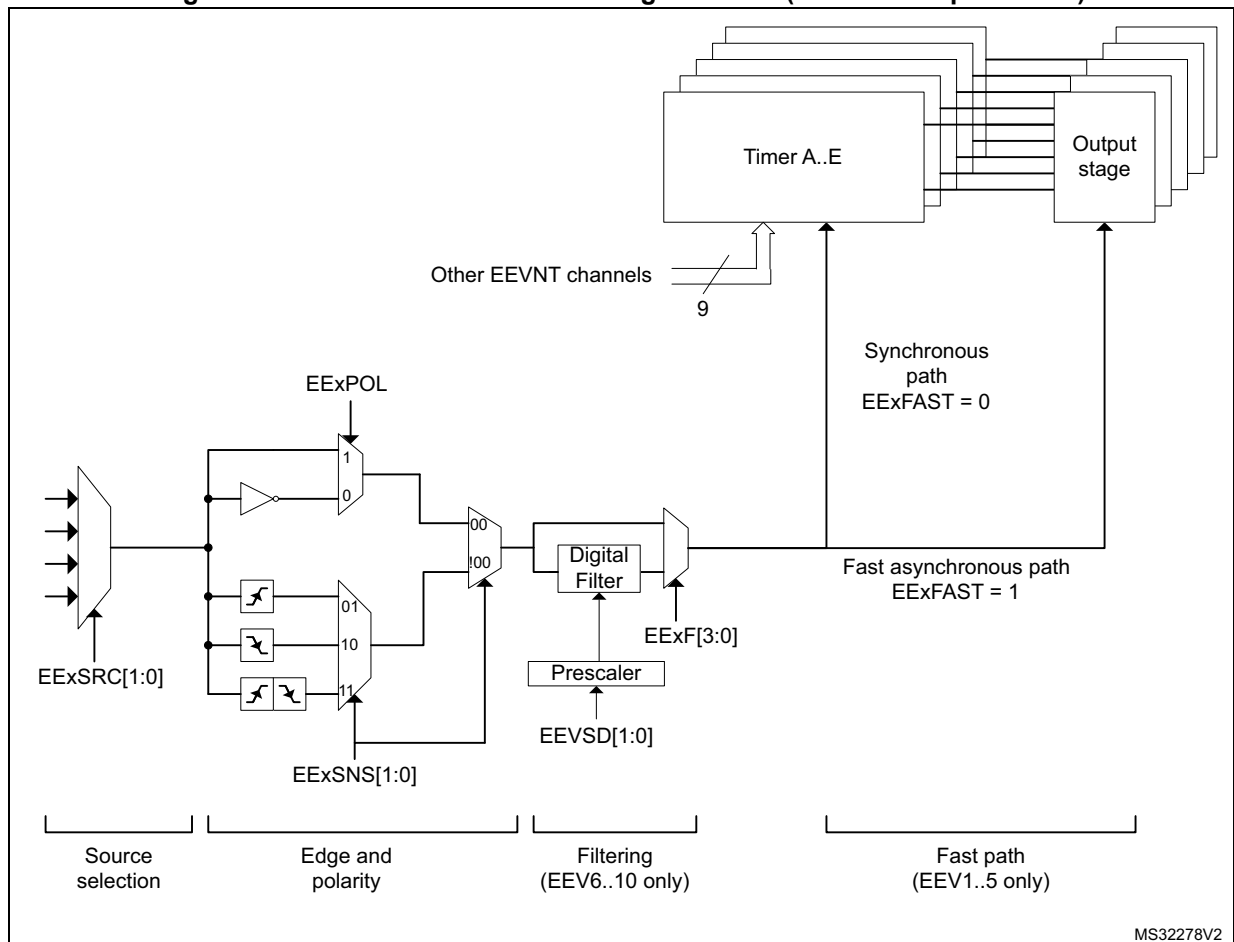 Timer A..E
Output
stage
Other EEVNT channels
9
Synchronous
path
EExFAST = 0
EExPOL
1
0
00
!00
Digital
Filter
Fast asynchronous path
EExFAST = 1
01
10
11
EExF[3:0]
EExSRC[1:0]
Prescaler
EEVSD[1:0]
EExSNS[1:0]
Source
selection
Edge and
polarity
Filtering
(EEV6..10 only)
Fast path
(EEV1..5 only)
MS32278V2